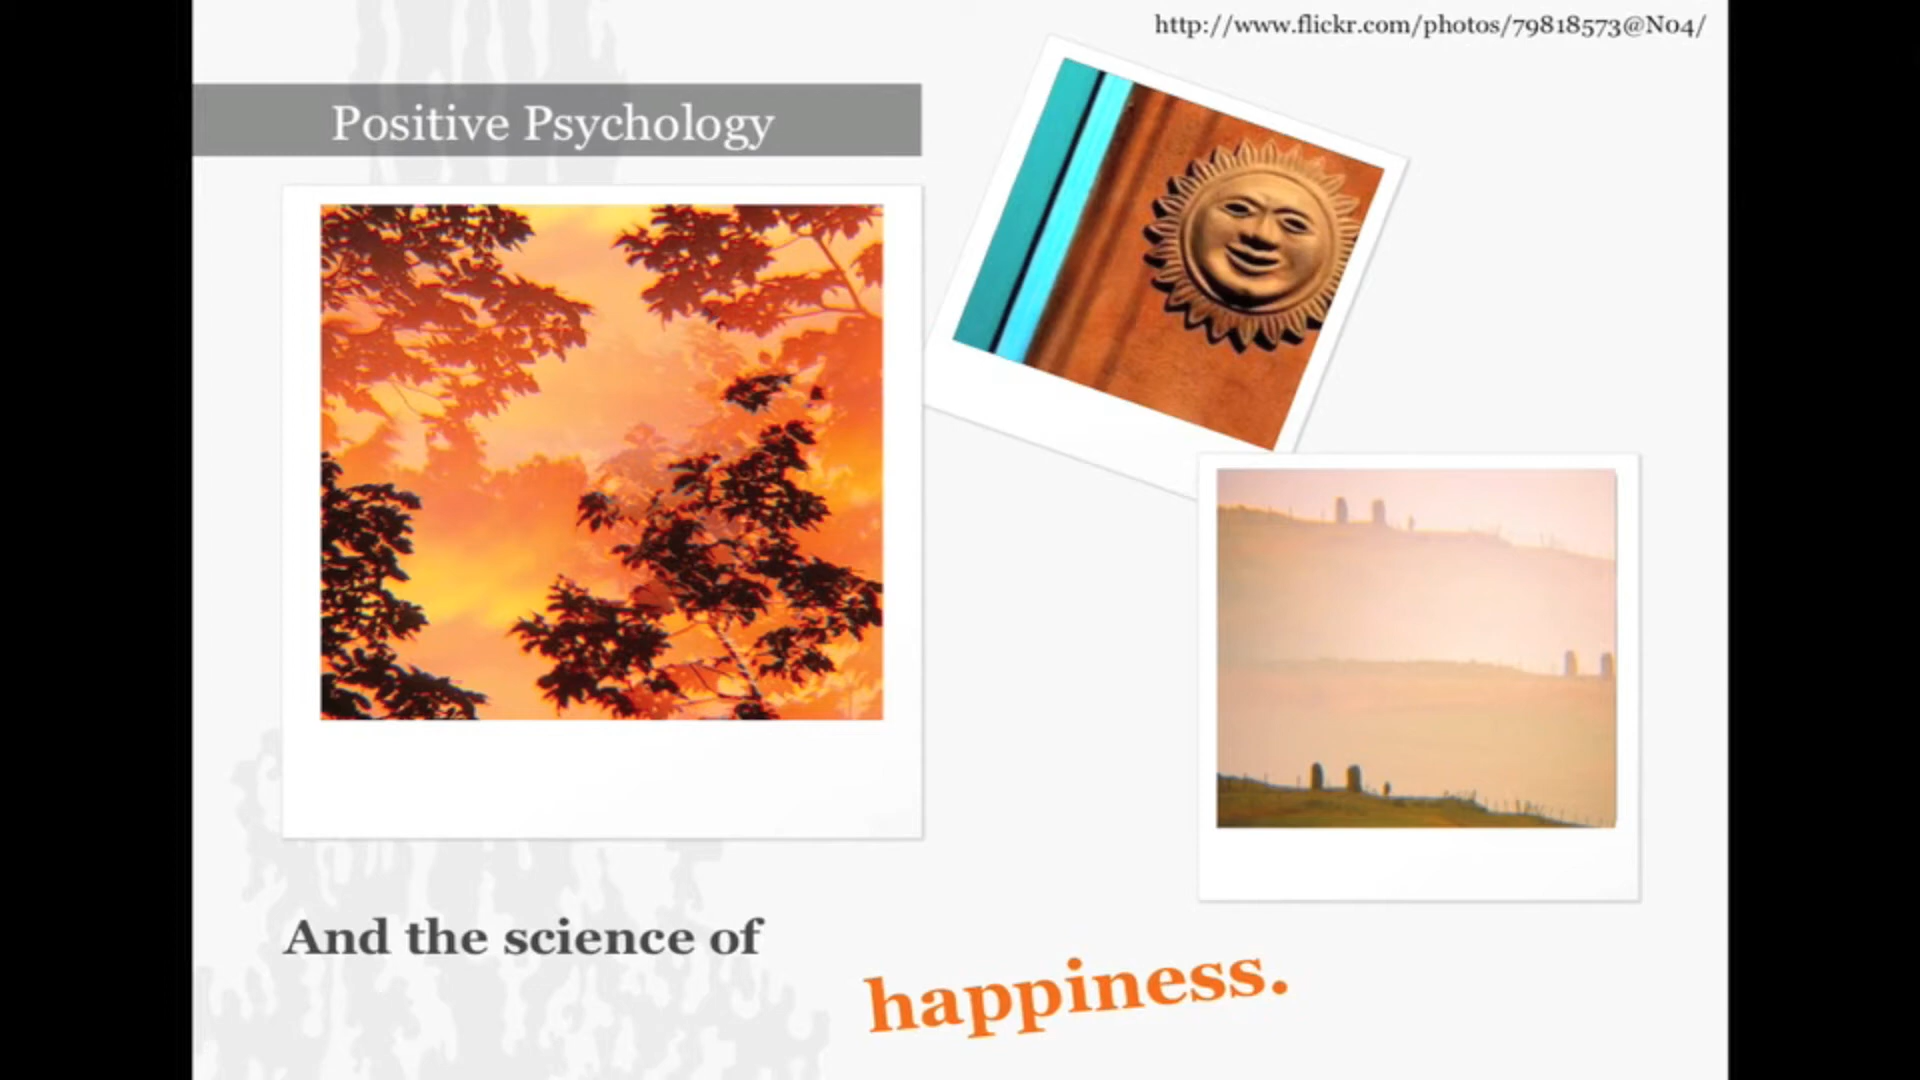 http://www.flickr.com/photos/79818573@N04/
Positive Psychology
And the science of
happiness.